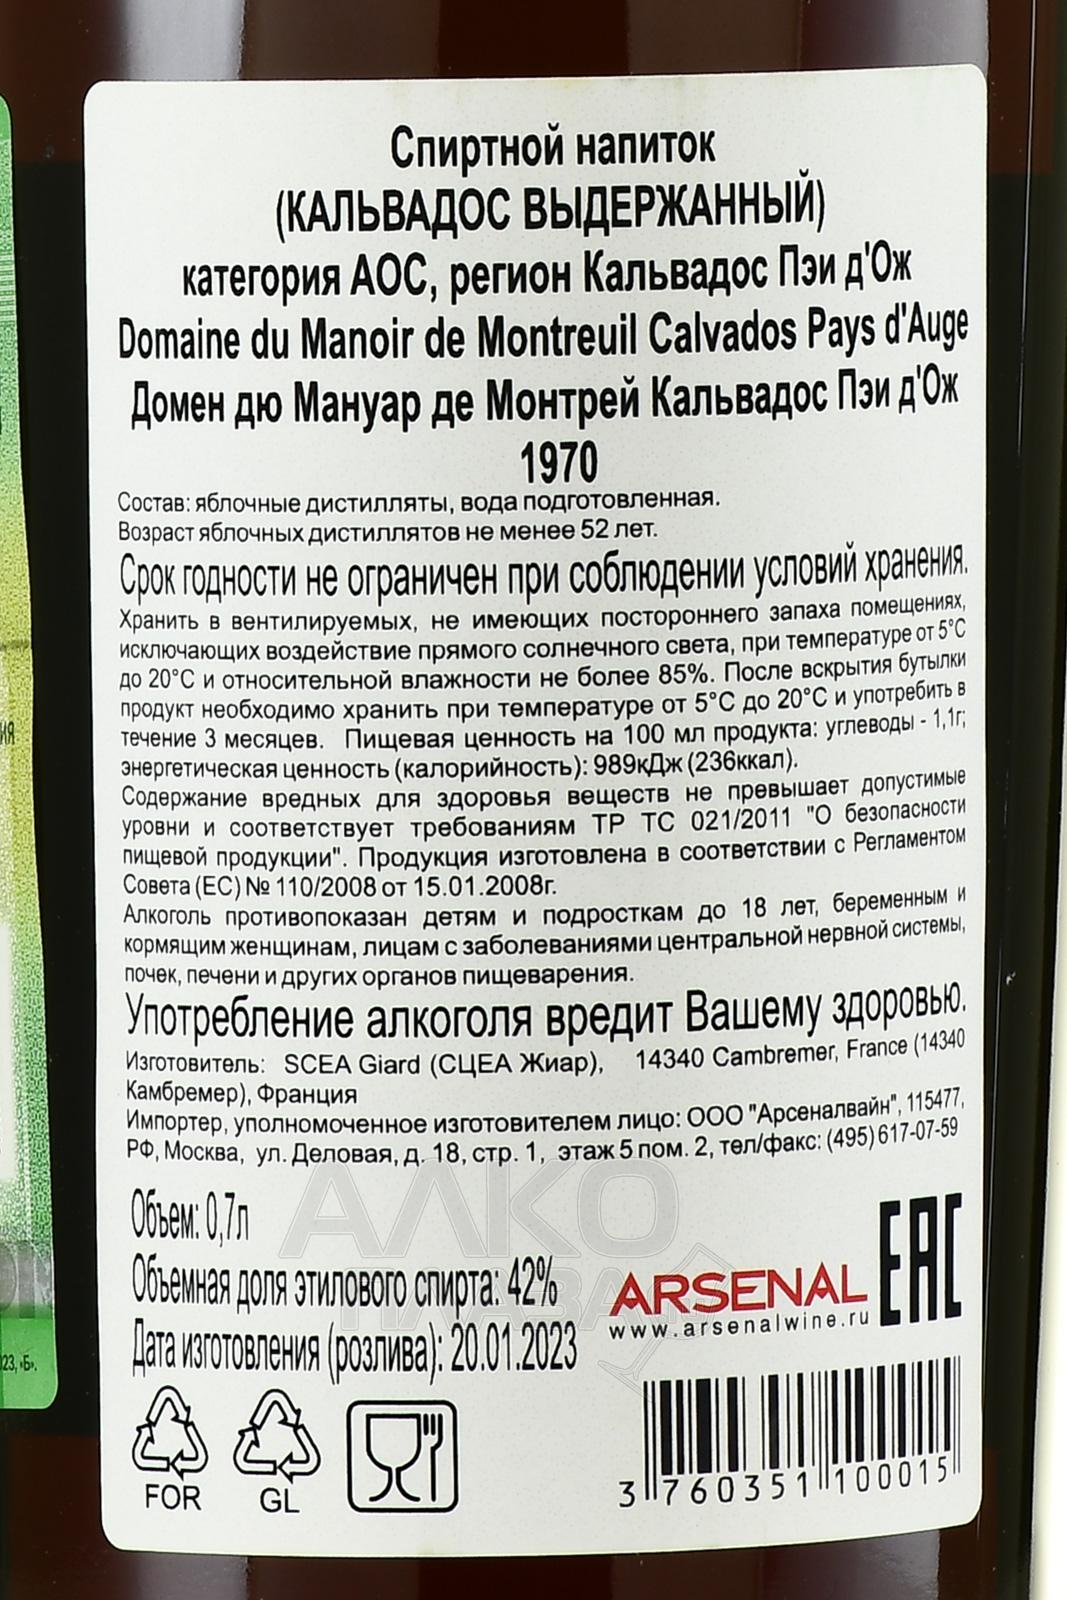 Спиртной напиток
(КАЛЬВАДОС ВЫДЕРЖАННЫЙ)
категория АОС, регион Кальвадос Пэи д'Ож
Domaine du Manoir de Montreuil Calvados Pays d'Auge
Домен дю Мануар де Монтрей Кальвадос Пэи д'Ож
1970
Состав: яблочные дистилляты, вода подготовленная.
Возраст яблочных дистиллятов не менее 52 лет.
Срок годности не ограничен при соблюдении условий хранения.
Хранить в вентилируемых, не имеющих постороннего запаха помещениях,
исключающих воздействие прямого солнечного света, при температуре от 5°С
до 20°С и относительной влажности не более 85%. После вскрытия бутылки
продукт необходимо хранить при температуре от 5°С до 20°С и употребить в
течение 3 месяцев. Пищевая ценность на 100 мл продукта: углеводы - 1,1г;
энергетическая ценность (калорийность): 989кДж (236ккал).
Содержание вредных для здоровья веществ не превышает допустимые
уровни и соответствует требованиям ТР ТС 021/2011 "О безопасности
пищевой продукции". Продукция изготовлена в соответствии с Регламентом
Совета (ЕС) № 110/2008 от 15.01.2008г.
Алкоголь противопоказан детям и подросткам до 18 лет, беременным и
кормящим женщинам, лицам с заболеваниями центральной нервной системы,
почек, печени и других органов пищеварения.
Употребление алкоголя вредит Вашему здоровью.
Изготовитель: SCEA Giard (СЦЕА Жиар), 14340 Cambremer, France (14340
Камбремер), Франция
Импортер, уполномоченное изготовителем лицо: ООО "Арсеналвайн", 115477,
РФ, Москва, ул. Деловая, д. 18, стр. 1, этаж 5 пом. 2, тел/факс: (495) 617-07-59
Объем: 0,7л
Объемная доля этилового спирта: 42%
Дата изготовления (розлива): 20.01.2023
ARSENAL
www.arsenalwine.ru
EAC
FOR
GL
3 760351 100015
АЛКО
ПЛАЗА
ия
023, «Б».